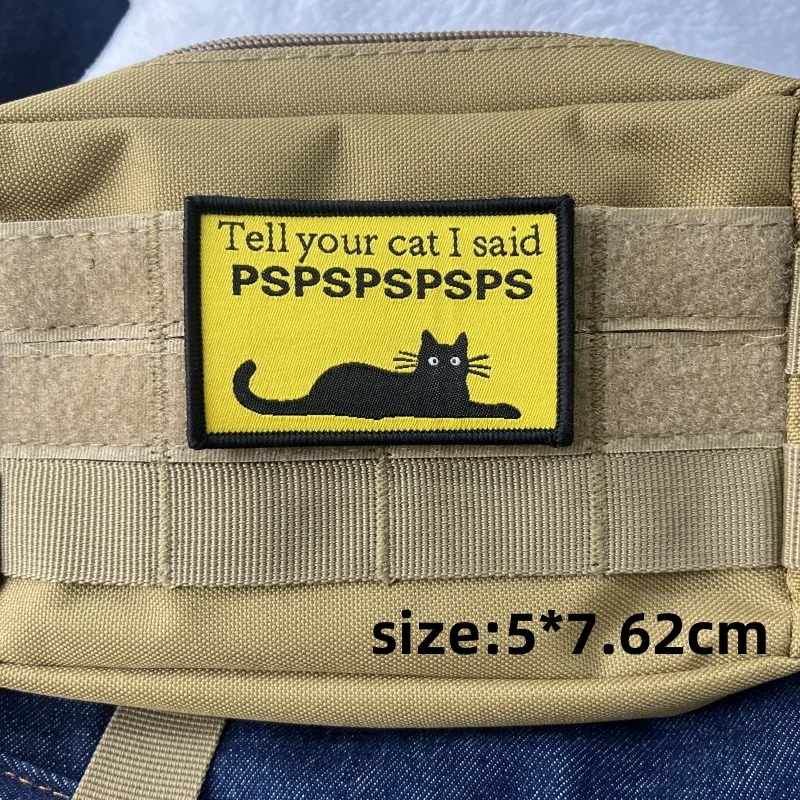 Tell your cat I said
PSPSPSPSPS
size:5*7.62cm